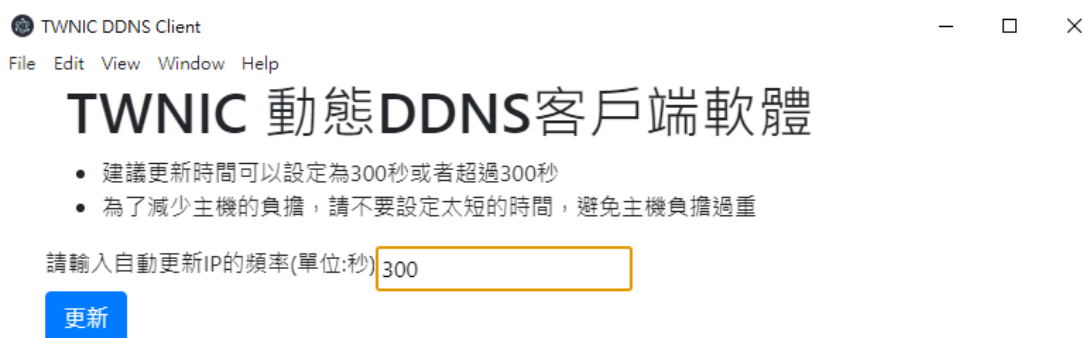 TWNIC DDNS Client
File Edit View Window Help
TWNIC 動態DDNS客戶端軟體
建議更新時間可以設定為300秒或者超過300秒
為了減少主機的負擔，請不要設定太短的時間，避免主機負擔過重
請輸入自動更新IP的頻率(單位:秒) 300
更新